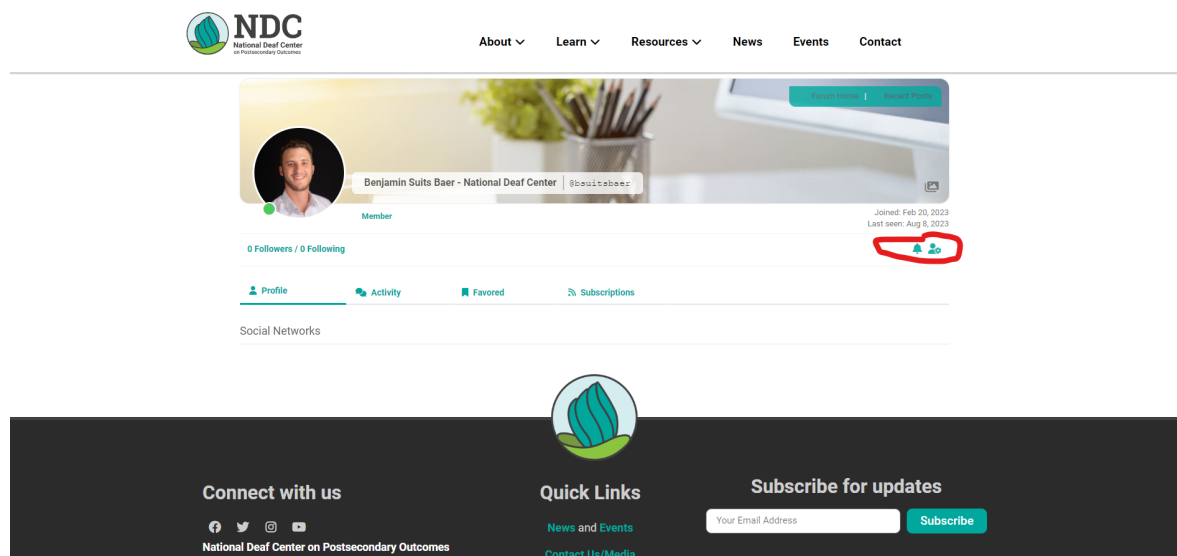 NDC
National Deaf Center
on Postsecondary Outcomes
About Learn Resources News Events Contact
Forum Home | Recent Posts
Benjamin Suits Baer - National Deaf Center @bsuitsbaer
Member
Joined: Feb 20, 2023
Last seen: Aug 8, 2023
0 Followers / 0 Following
Profile Activity Favored Subscriptions
Social Networks
Connect with us
National Deaf Center on Postsecondary Outcomes
Quick Links
News and Events
Contact Us/Media
Subscribe for updates
Your Email Address Subscribe